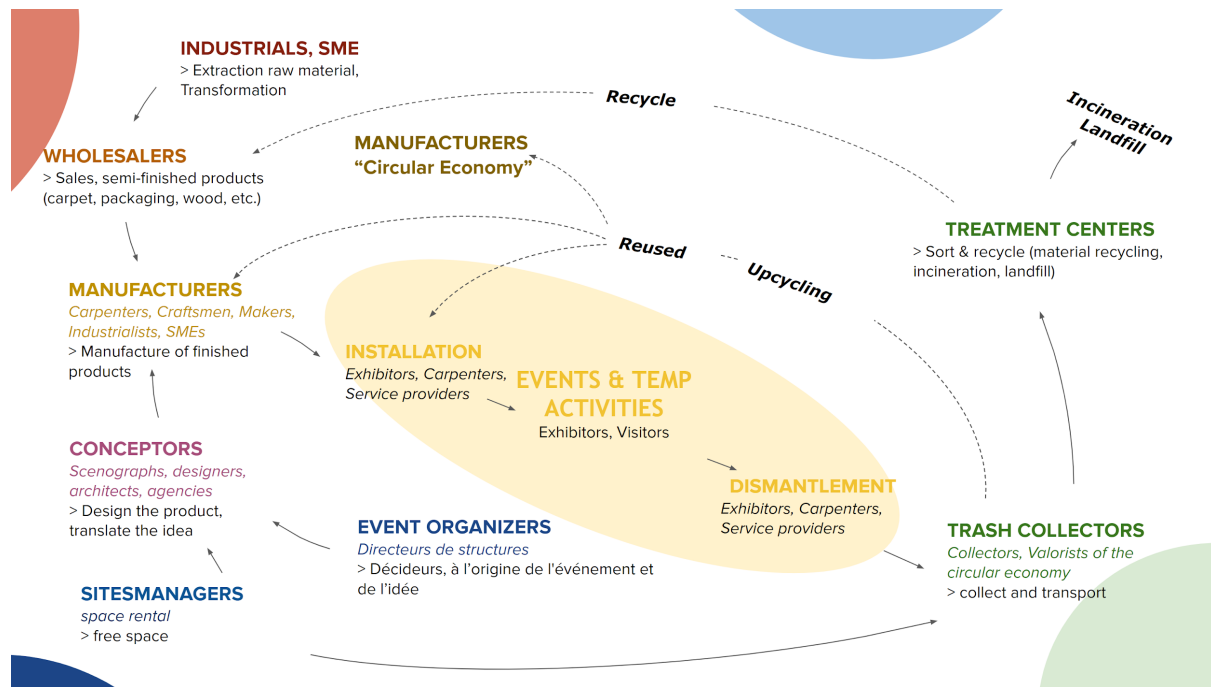 INDUSTRIALS, SME
> Extraction raw material,
Transformation
Recycle
Incineration
Landfill
MANUFACTURERS
“Circular Economy”
WHOLESALERS
> Sales, semi-finished products
(carpet, packaging, wood, etc.)
TREATMENT CENTERS
> Sort & recycle (material recycling,
incineration, landfill)
Reused
Upcycling
MANUFACTURERS
Carpenters, Craftsmen, Makers,
Industrialists, SMEs
> Manufacture of finished
products
INSTALLATION
Exhibitors, Carpenters,
Service providers
EVENTS & TEMP
ACTIVITIES
Exhibitors, Visitors
CONCEPTORS
Scenographs, designers,
architects, agencies
> Design the product,
translate the idea
DISMANTLEMENT
Exhibitors, Carpenters,
Service providers
EVENT ORGANIZERS
Directeurs de structures
> Décideurs, à l’origine de l'événement et
de l’idée
TRASH COLLECTORS
Collectors, Valorists of the
circular economy
> collect and transport
SITESMANAGERS
space rental
> free space